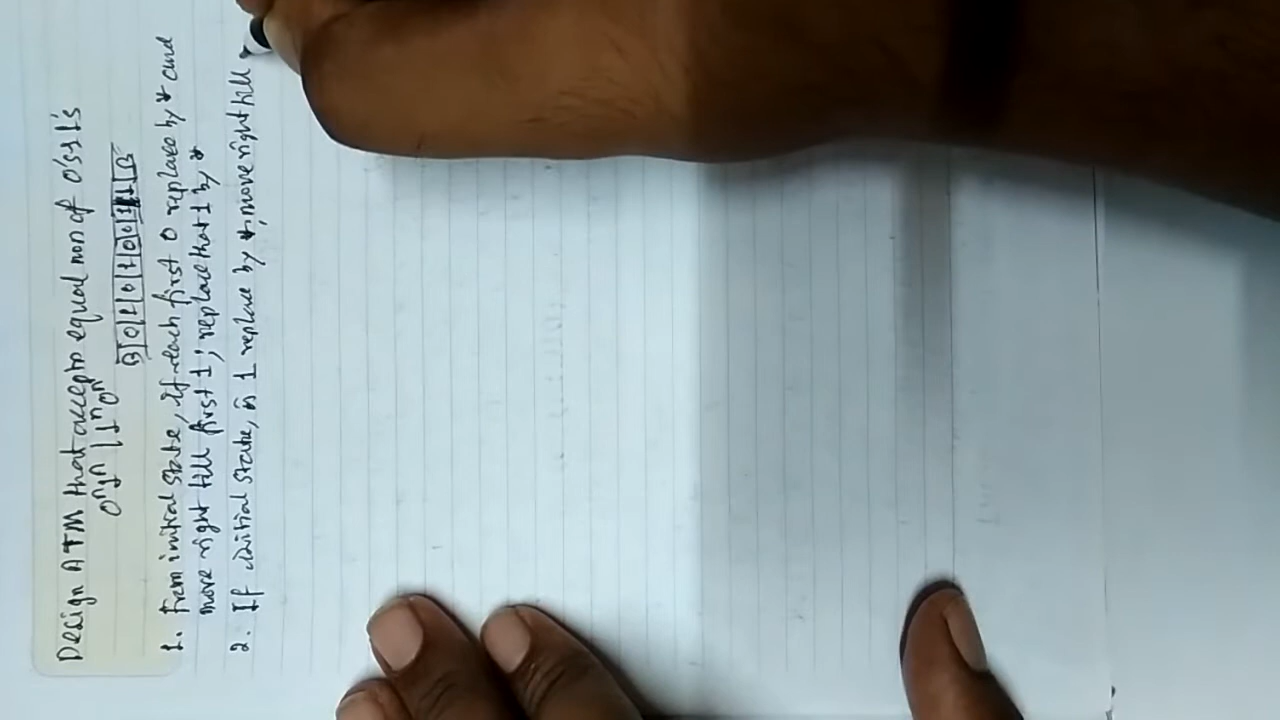 Design A TM that accepts equal non of 0's & 1's
0ⁿ1ⁿ | 1ⁿ0ⁿ
B 0 1 0 1 0 0 1 1 B
1. From initial state, if reach first 0 replace by * and
move right till first 1, replace that 1 by *
2. If initial state, is 1 replace by *, move right till